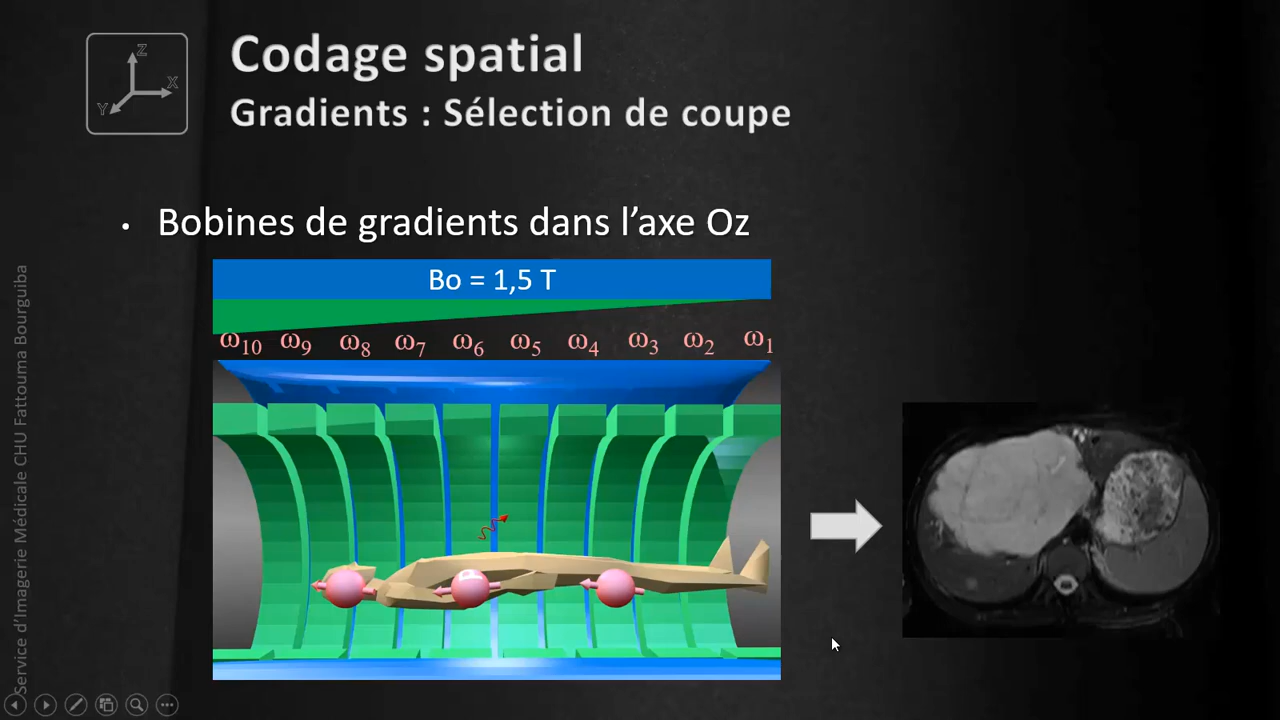 Z
X
Y
Codage spatial
Gradients : Sélection de coupe
• Bobines de gradients dans l’axe Oz
Bo = 1,5 T
ω10 ω9 ω8 ω7 ω6 ω5 ω4 ω3 ω2 ω1
Service d’Imagerie Médicale CHU Fattouma Bourguiba